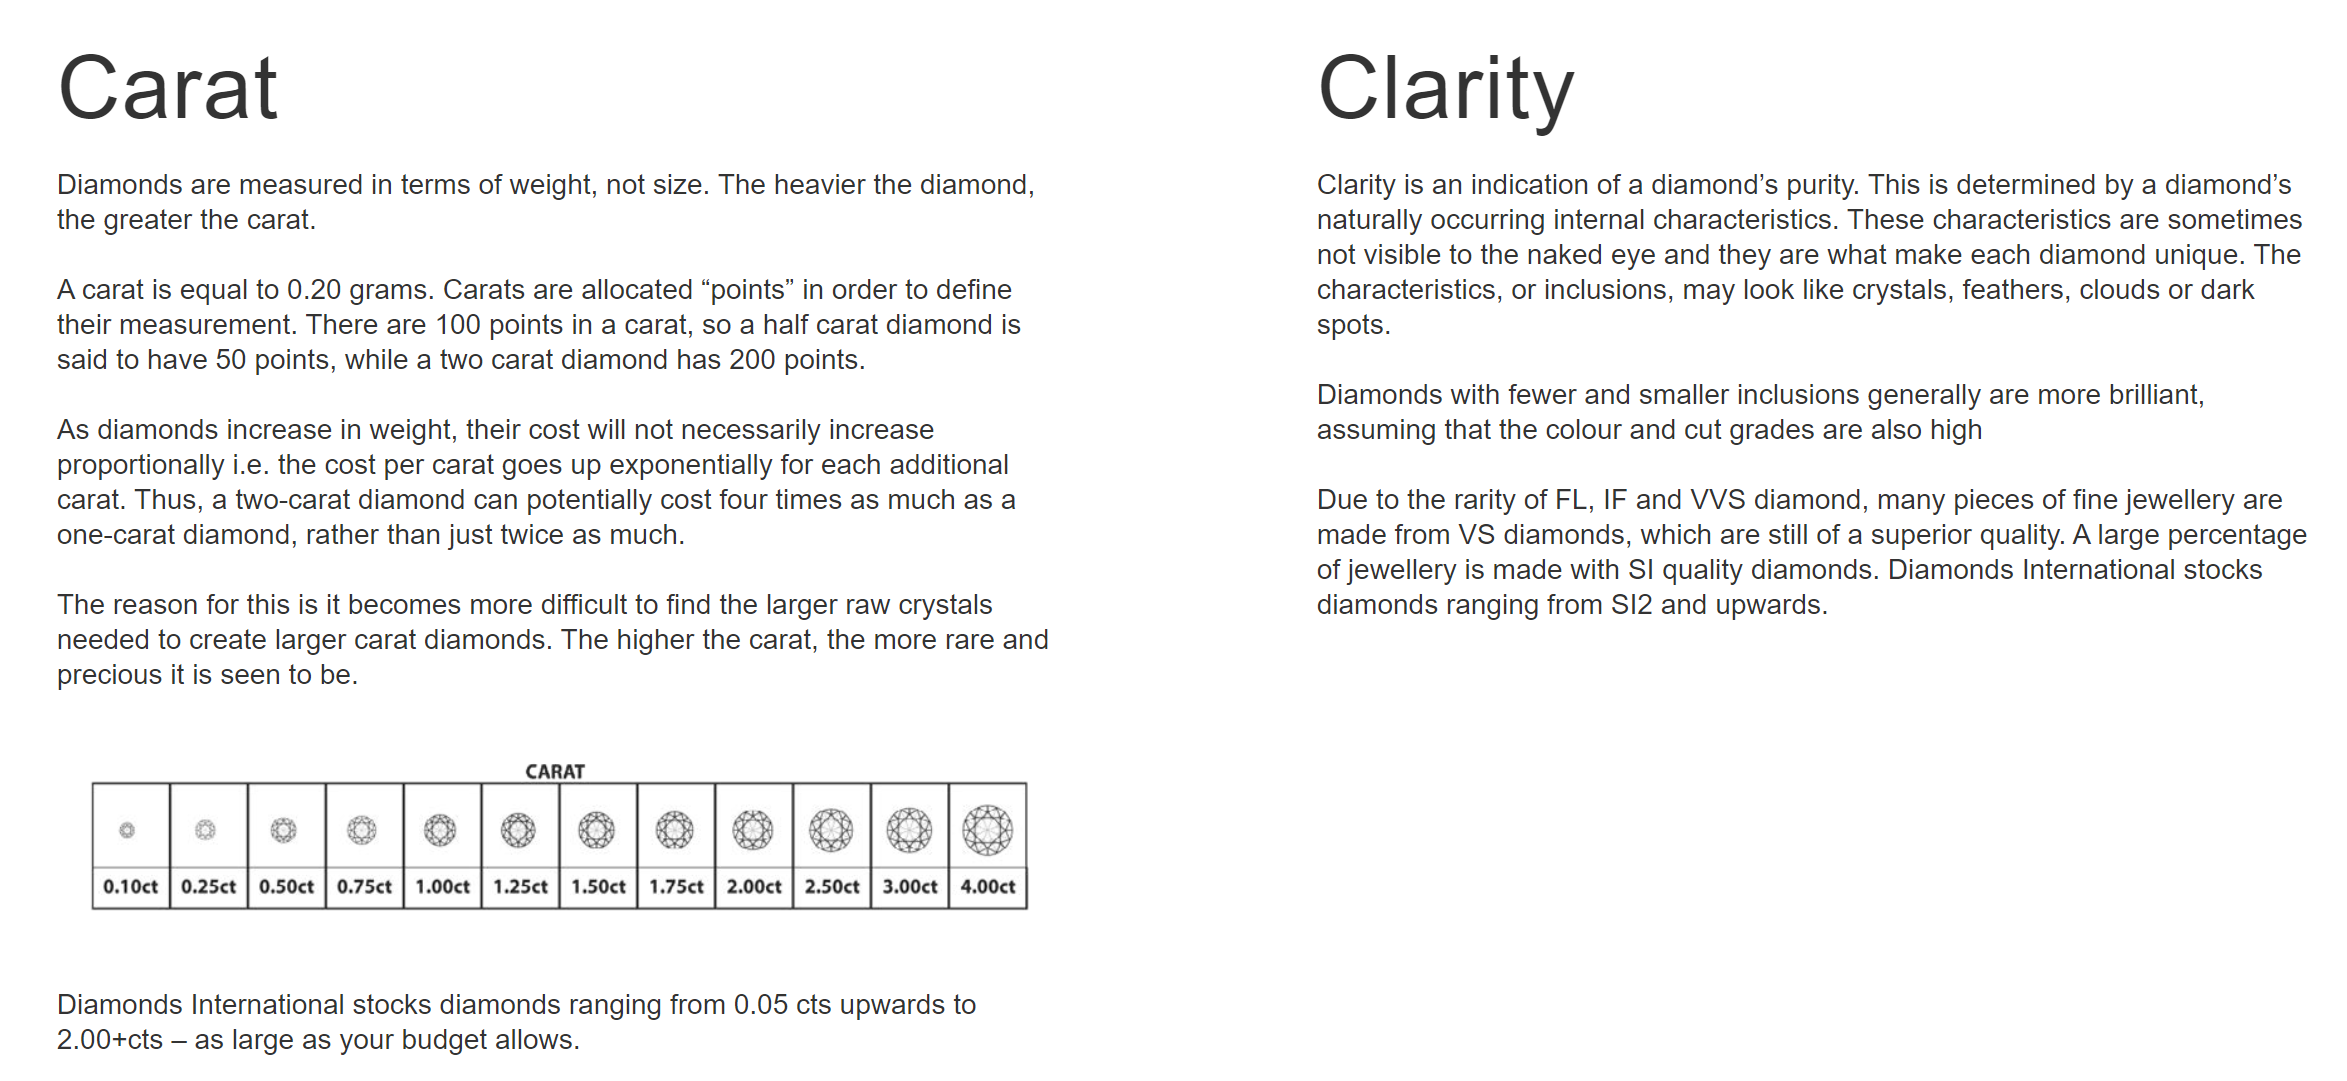 Carat
Diamonds are measured in terms of weight, not size. The heavier the diamond,
the greater the carat.
A carat is equal to 0.20 grams. Carats are allocated “points” in order to define
their measurement. There are 100 points in a carat, so a half carat diamond is
said to have 50 points, while a two carat diamond has 200 points.
As diamonds increase in weight, their cost will not necessarily increase
proportionally i.e. the cost per carat goes up exponentially for each additional
carat. Thus, a two-carat diamond can potentially cost four times as much as a
one-carat diamond, rather than just twice as much.
The reason for this is it becomes more difficult to find the larger raw crystals
needed to create larger carat diamonds. The higher the carat, the more rare and
precious it is seen to be.
CARAT
0.10ct 0.25ct 0.50ct 0.75ct 1.00ct 1.25ct 1.50ct 1.75ct 2.00ct 2.50ct 3.00ct 4.00ct
Diamonds International stocks diamonds ranging from 0.05 cts upwards to
2.00+cts – as large as your budget allows.
Clarity
Clarity is an indication of a diamond’s purity. This is determined by a diamond’s
naturally occurring internal characteristics. These characteristics are sometimes
not visible to the naked eye and they are what make each diamond unique. The
characteristics, or inclusions, may look like crystals, feathers, clouds or dark
spots.
Diamonds with fewer and smaller inclusions generally are more brilliant,
assuming that the colour and cut grades are also high
Due to the rarity of FL, IF and VVS diamond, many pieces of fine jewellery are
made from VS diamonds, which are still of a superior quality. A large percentage
of jewellery is made with SI quality diamonds. Diamonds International stocks
diamonds ranging from SI2 and upwards.